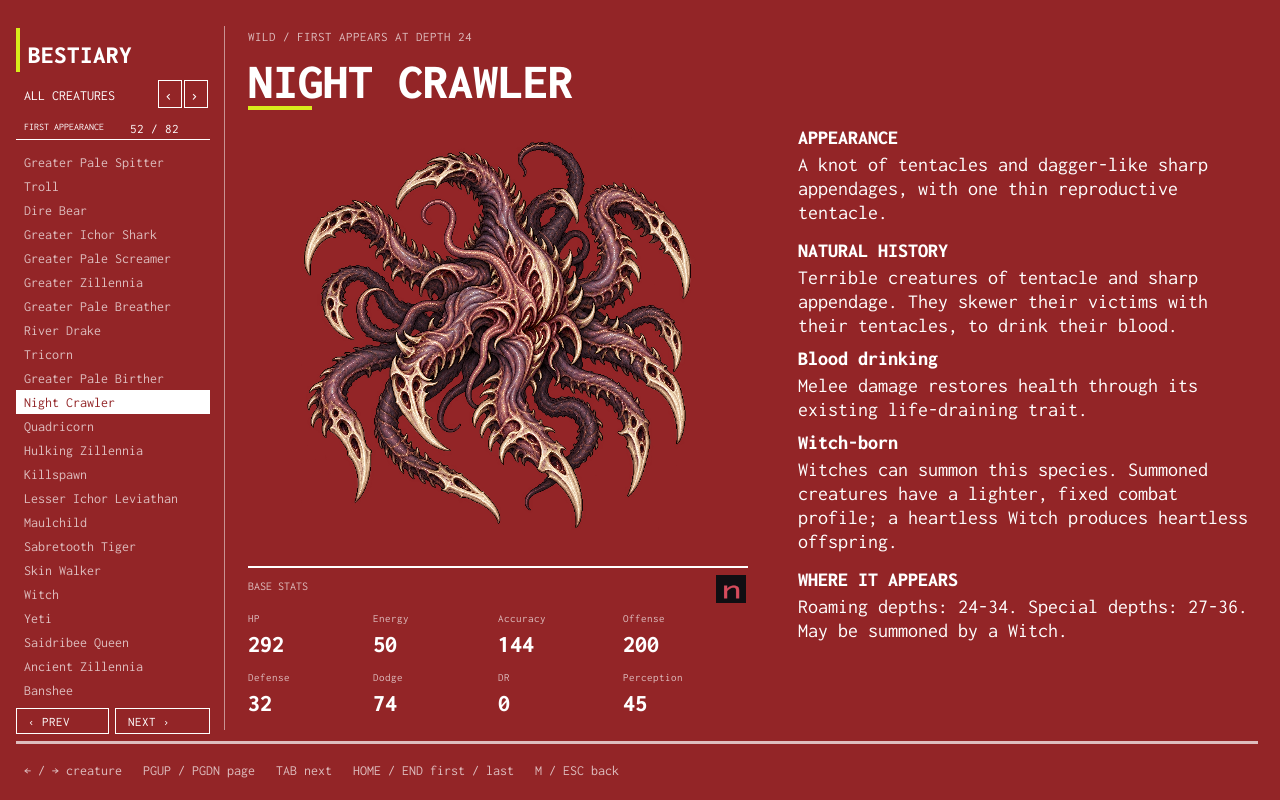 BESTIARY
ALL CREATURES
‹ ›
FIRST APPEARANCE 52 / 82
Greater Pale Spitter
Troll
Dire Bear
Greater Ichor Shark
Greater Pale Screamer
Greater Zillennia
Greater Pale Breather
River Drake
Tricorn
Greater Pale Birther
Night Crawler
Quadricorn
Hulking Zillennia
Killspawn
Lesser Ichor Leviathan
Maulchild
Sabretooth Tiger
Skin Walker
Witch
Yeti
Saidribee Queen
Ancient Zillennia
Banshee
‹ PREV NEXT ›
WILD / FIRST APPEARS AT DEPTH 24
NIGHT CRAWLER
BASE STATS
n
HP Energy Accuracy Offense
292 50 144 200
Defense Dodge DR Perception
32 74 0 45
APPEARANCE
A knot of tentacles and dagger-like sharp
appendages, with one thin reproductive
tentacle.
NATURAL HISTORY
Terrible creatures of tentacle and sharp
appendage. They skewer their victims with
their tentacles, to drink their blood.
Blood drinking
Melee damage restores health through its
existing life-draining trait.
Witch-born
Witches can summon this species. Summoned
creatures have a lighter, fixed combat
profile; a heartless Witch produces heartless
offspring.
WHERE IT APPEARS
Roaming depths: 24-34. Special depths: 27-36.
May be summoned by a Witch.
← / → creature PGUP / PGDN page TAB next HOME / END first / last M / ESC back